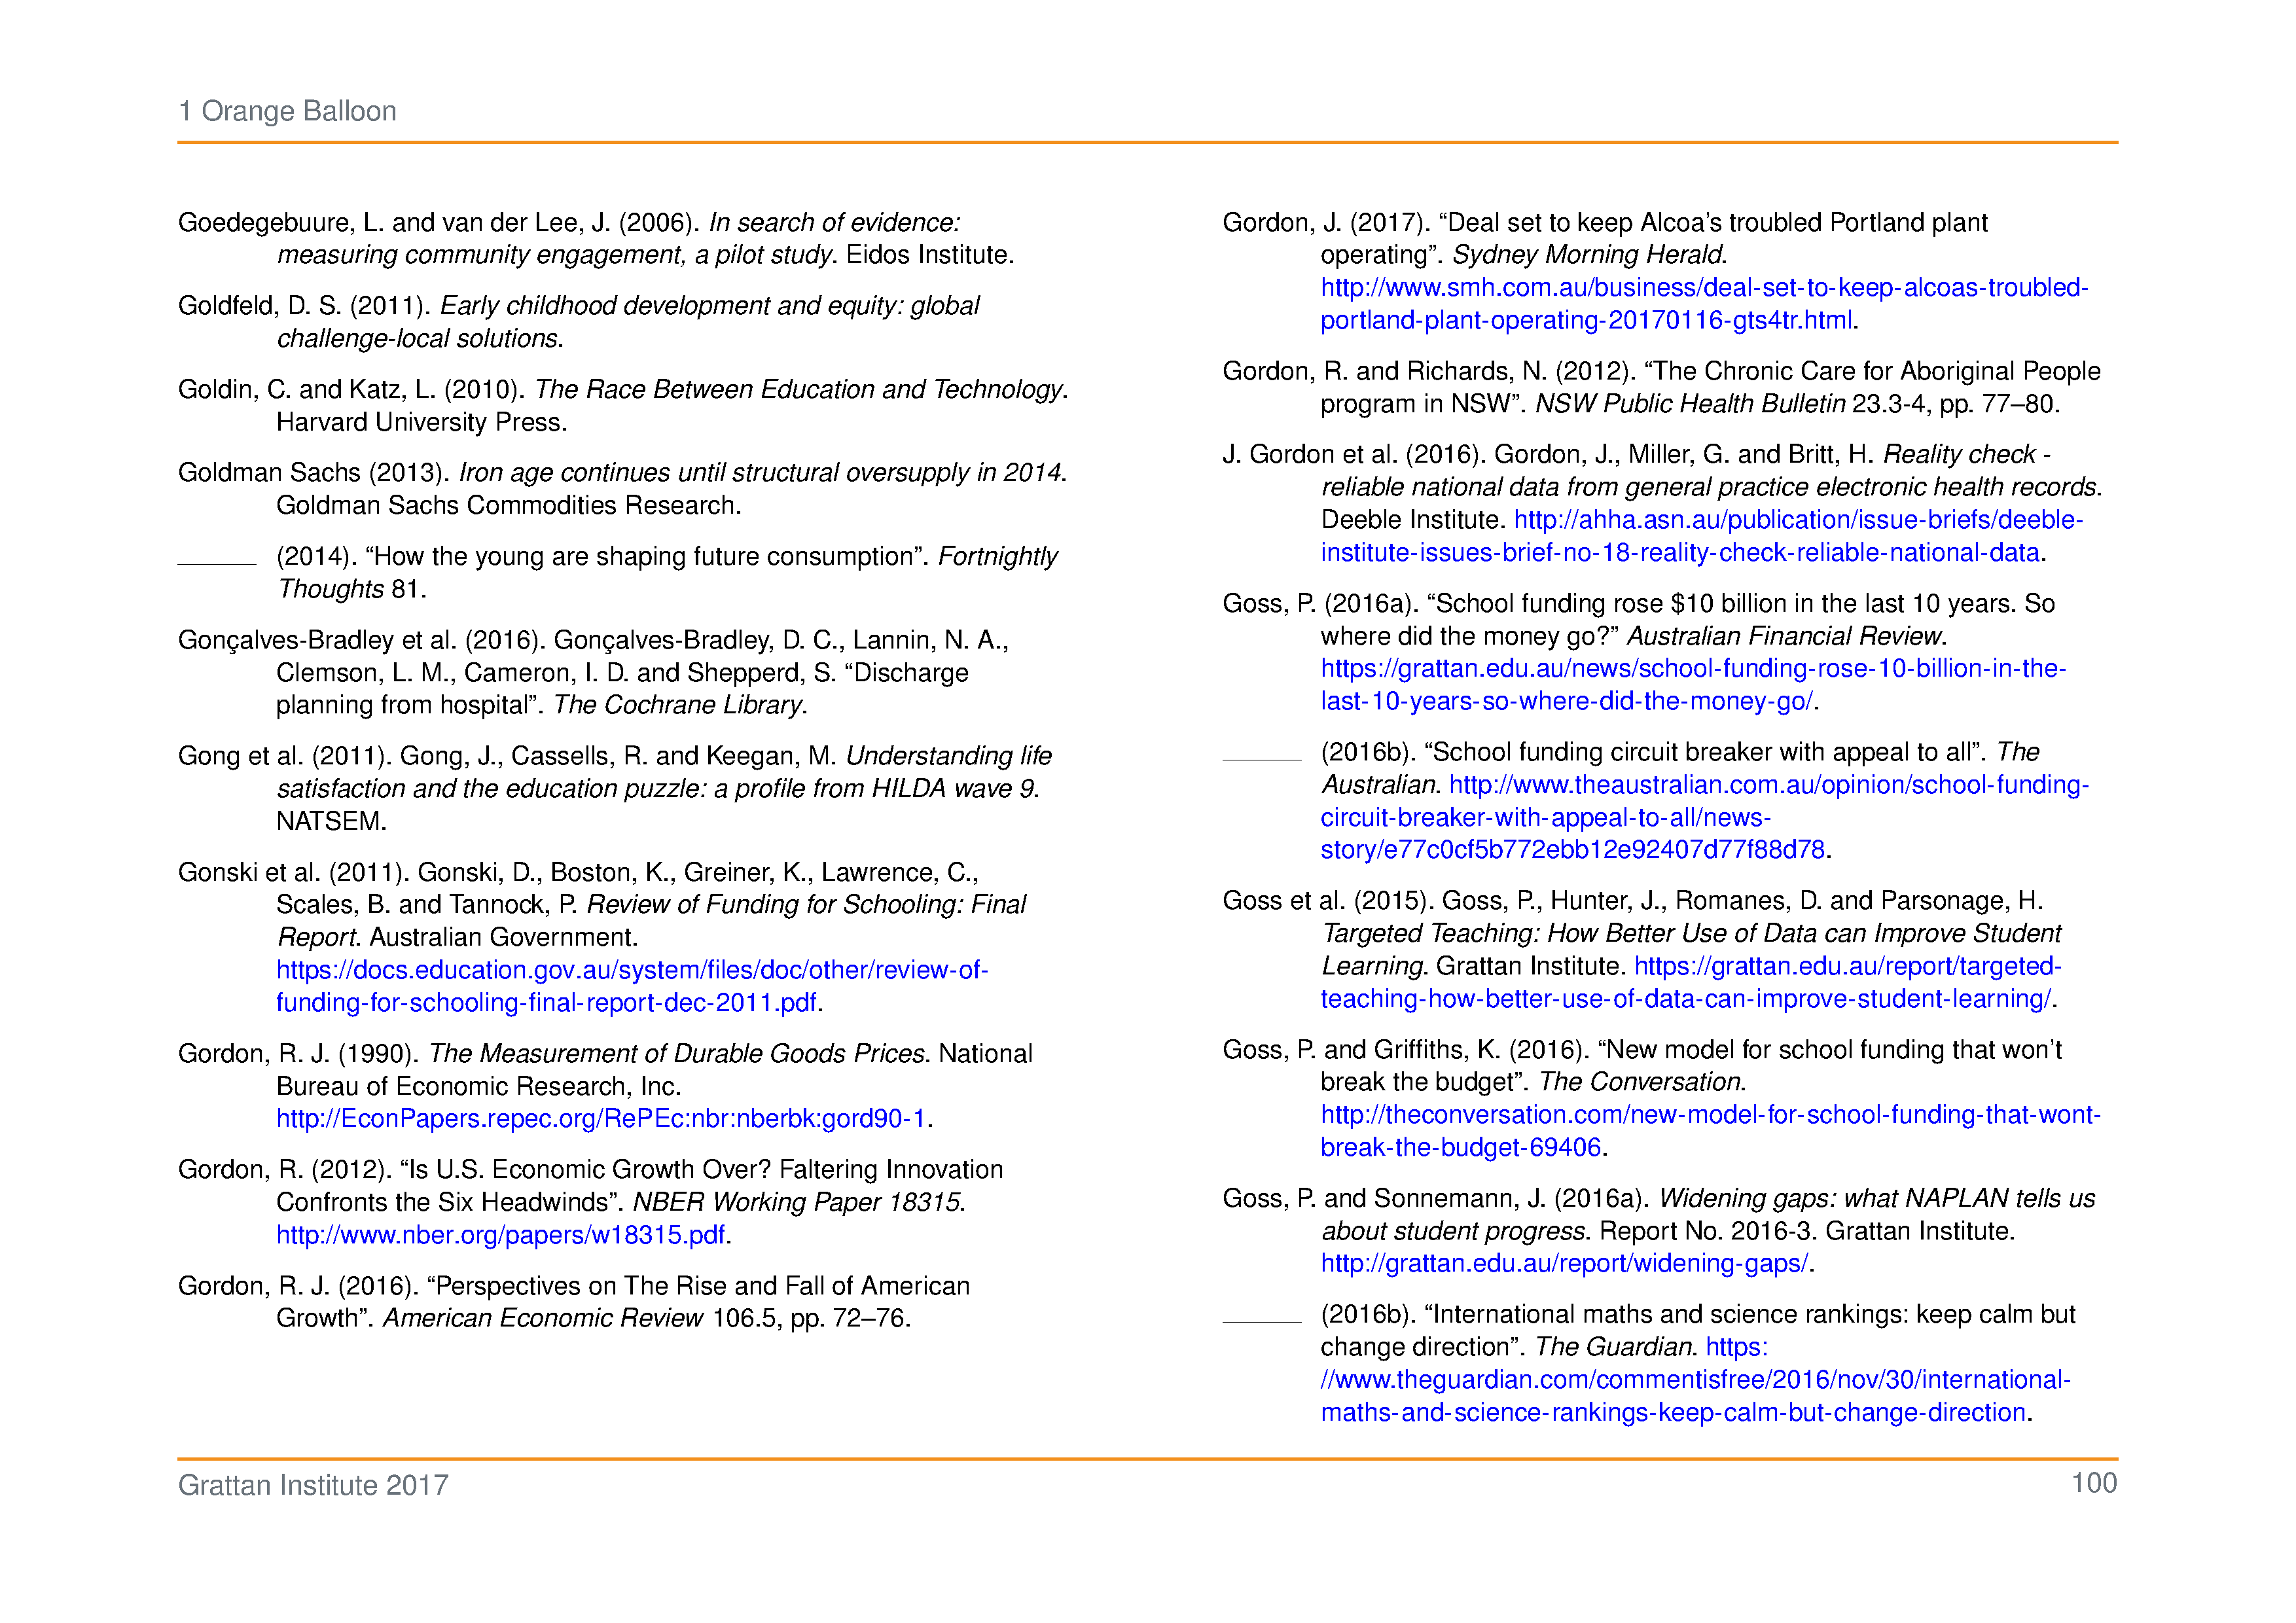 1 Orange Balloon
Goedegebuure, L. and van der Lee, J. (2006). In search of evidence:
measuring community engagement, a pilot study. Eidos Institute.
Goldfeld, D. S. (2011). Early childhood development and equity: global
challenge-local solutions.
Goldin, C. and Katz, L. (2010). The Race Between Education and Technology.
Harvard University Press.
Goldman Sachs (2013). Iron age continues until structural oversupply in 2014.
Goldman Sachs Commodities Research.
(2014). “How the young are shaping future consumption”. Fortnightly
Thoughts 81.
Gonçalves-Bradley et al. (2016). Gonçalves-Bradley, D. C., Lannin, N. A.,
Clemson, L. M., Cameron, I. D. and Shepperd, S. “Discharge
planning from hospital”. The Cochrane Library.
Gong et al. (2011). Gong, J., Cassells, R. and Keegan, M. Understanding life
satisfaction and the education puzzle: a profile from HILDA wave 9.
NATSEM.
Gonski et al. (2011). Gonski, D., Boston, K., Greiner, K., Lawrence, C.,
Scales, B. and Tannock, P. Review of Funding for Schooling: Final
Report. Australian Government.
https://docs.education.gov.au/system/files/doc/other/review-of-
funding-for-schooling-final-report-dec-2011.pdf.
Gordon, R. J. (1990). The Measurement of Durable Goods Prices. National
Bureau of Economic Research, Inc.
http://EconPapers.repec.org/RePEc:nbr:nberbk:gord90-1.
Gordon, R. (2012). “Is U.S. Economic Growth Over? Faltering Innovation
Confronts the Six Headwinds”. NBER Working Paper 18315.
http://www.nber.org/papers/w18315.pdf.
Gordon, R. J. (2016). “Perspectives on The Rise and Fall of American
Growth”. American Economic Review 106.5, pp. 72–76.
Gordon, J. (2017). “Deal set to keep Alcoa’s troubled Portland plant
operating”. Sydney Morning Herald.
http://www.smh.com.au/business/deal-set-to-keep-alcoas-troubled-
portland-plant-operating-20170116-gts4tr.html.
Gordon, R. and Richards, N. (2012). “The Chronic Care for Aboriginal People
program in NSW”. NSW Public Health Bulletin 23.3-4, pp. 77–80.
J. Gordon et al. (2016). Gordon, J., Miller, G. and Britt, H. Reality check -
reliable national data from general practice electronic health records.
Deeble Institute. http://ahha.asn.au/publication/issue-briefs/deeble-
institute-issues-brief-no-18-reality-check-reliable-national-data.
Goss, P. (2016a). “School funding rose $10 billion in the last 10 years. So
where did the money go?” Australian Financial Review.
https://grattan.edu.au/news/school-funding-rose-10-billion-in-the-
last-10-years-so-where-did-the-money-go/.
(2016b). “School funding circuit breaker with appeal to all”. The
Australian. http://www.theaustralian.com.au/opinion/school-funding-
circuit-breaker-with-appeal-to-all/news-
story/e77c0cf5b772ebb12e92407d77f88d78.
Goss et al. (2015). Goss, P., Hunter, J., Romanes, D. and Parsonage, H.
Targeted Teaching: How Better Use of Data can Improve Student
Learning. Grattan Institute. https://grattan.edu.au/report/targeted-
teaching-how-better-use-of-data-can-improve-student-learning/.
Goss, P. and Griffiths, K. (2016). “New model for school funding that won’t
break the budget”. The Conversation.
http://theconversation.com/new-model-for-school-funding-that-wont-
break-the-budget-69406.
Goss, P. and Sonnemann, J. (2016a). Widening gaps: what NAPLAN tells us
about student progress. Report No. 2016-3. Grattan Institute.
http://grattan.edu.au/report/widening-gaps/.
(2016b). “International maths and science rankings: keep calm but
change direction”. The Guardian. https:
//www.theguardian.com/commentisfree/2016/nov/30/international-
maths-and-science-rankings-keep-calm-but-change-direction.
Grattan Institute 2017
100